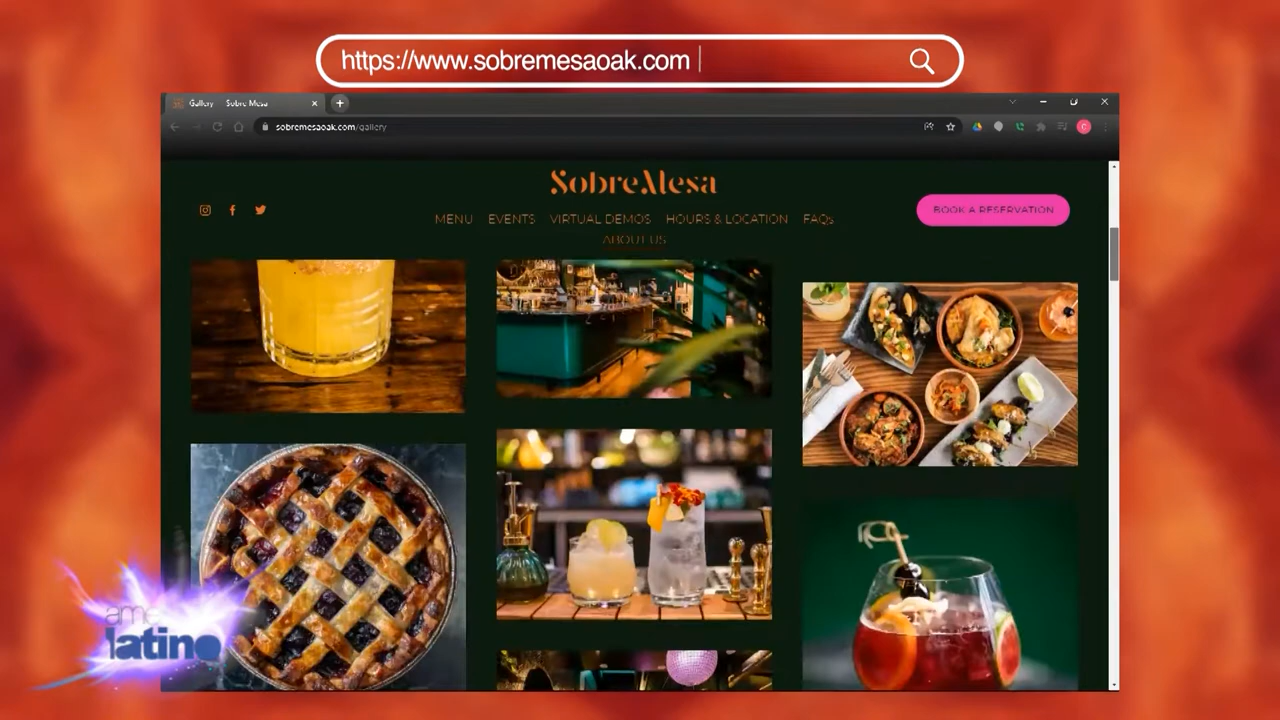 https://www.sobremesaoak.com
Gallery — Sobre Mesa
sobremesaoak.com/gallery
SobreMesa
MENU EVENTS VIRTUAL DEMOS HOURS & LOCATION FAQs
ABOUT US
BOOK A RESERVATION
latino